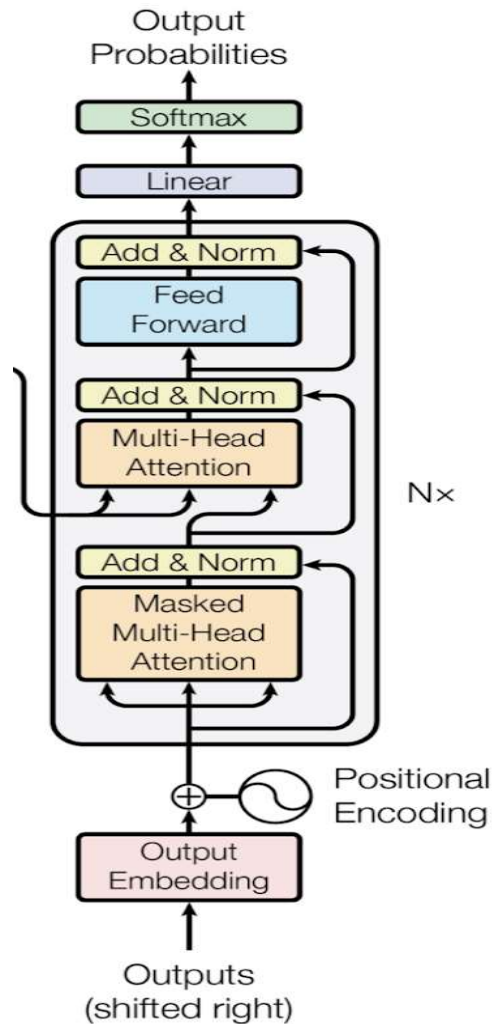 Output
Probabilities
Softmax
Linear
Add & Norm
Feed
Forward
Add & Norm
Multi-Head
Attention
N×
Add & Norm
Masked
Multi-Head
Attention
Positional
Encoding
Output
Embedding
Outputs
(shifted right)